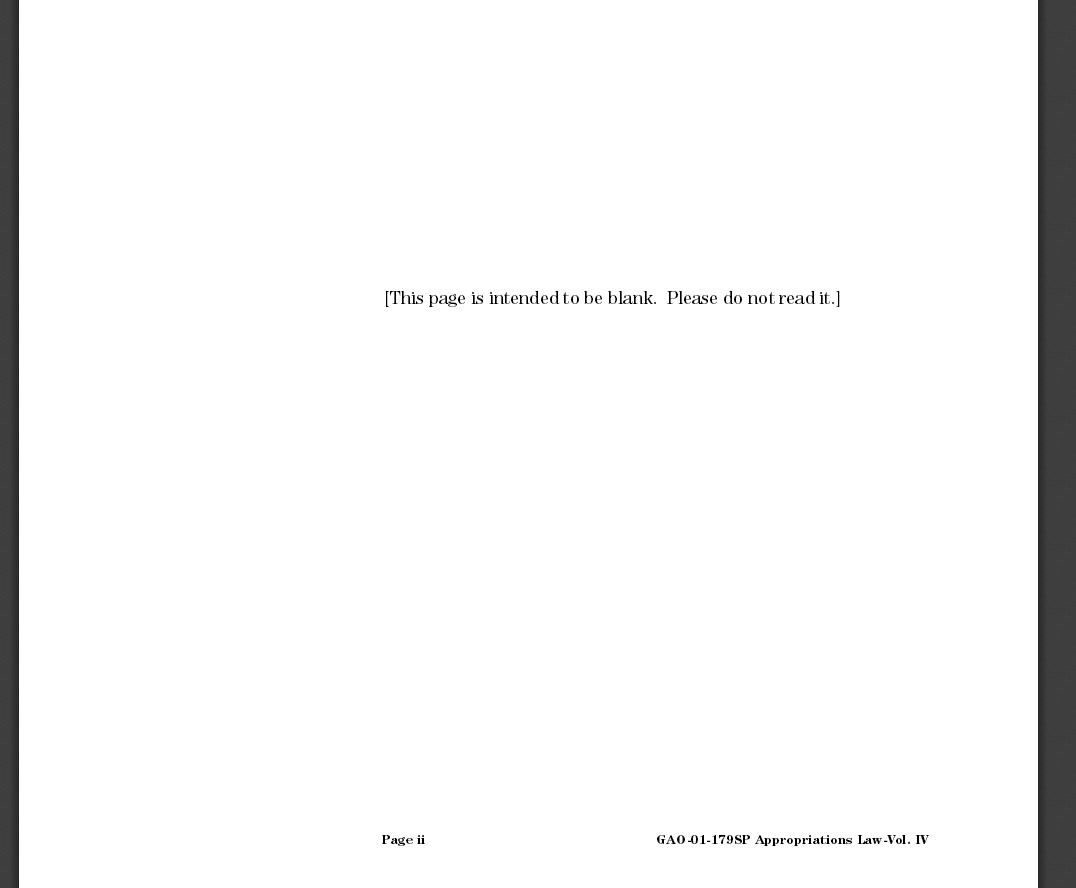 [This page is intended to be blank.  Please do not read it.]
Page ii GAO-01-179SP Appropriations Law-Vol. IV